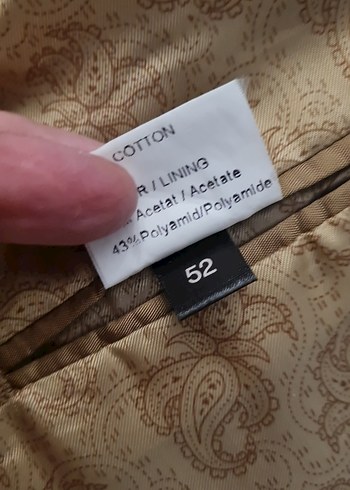 COTTON
/ LINING
Acetat / Acetate
43% Polyamid/Polyamide
52